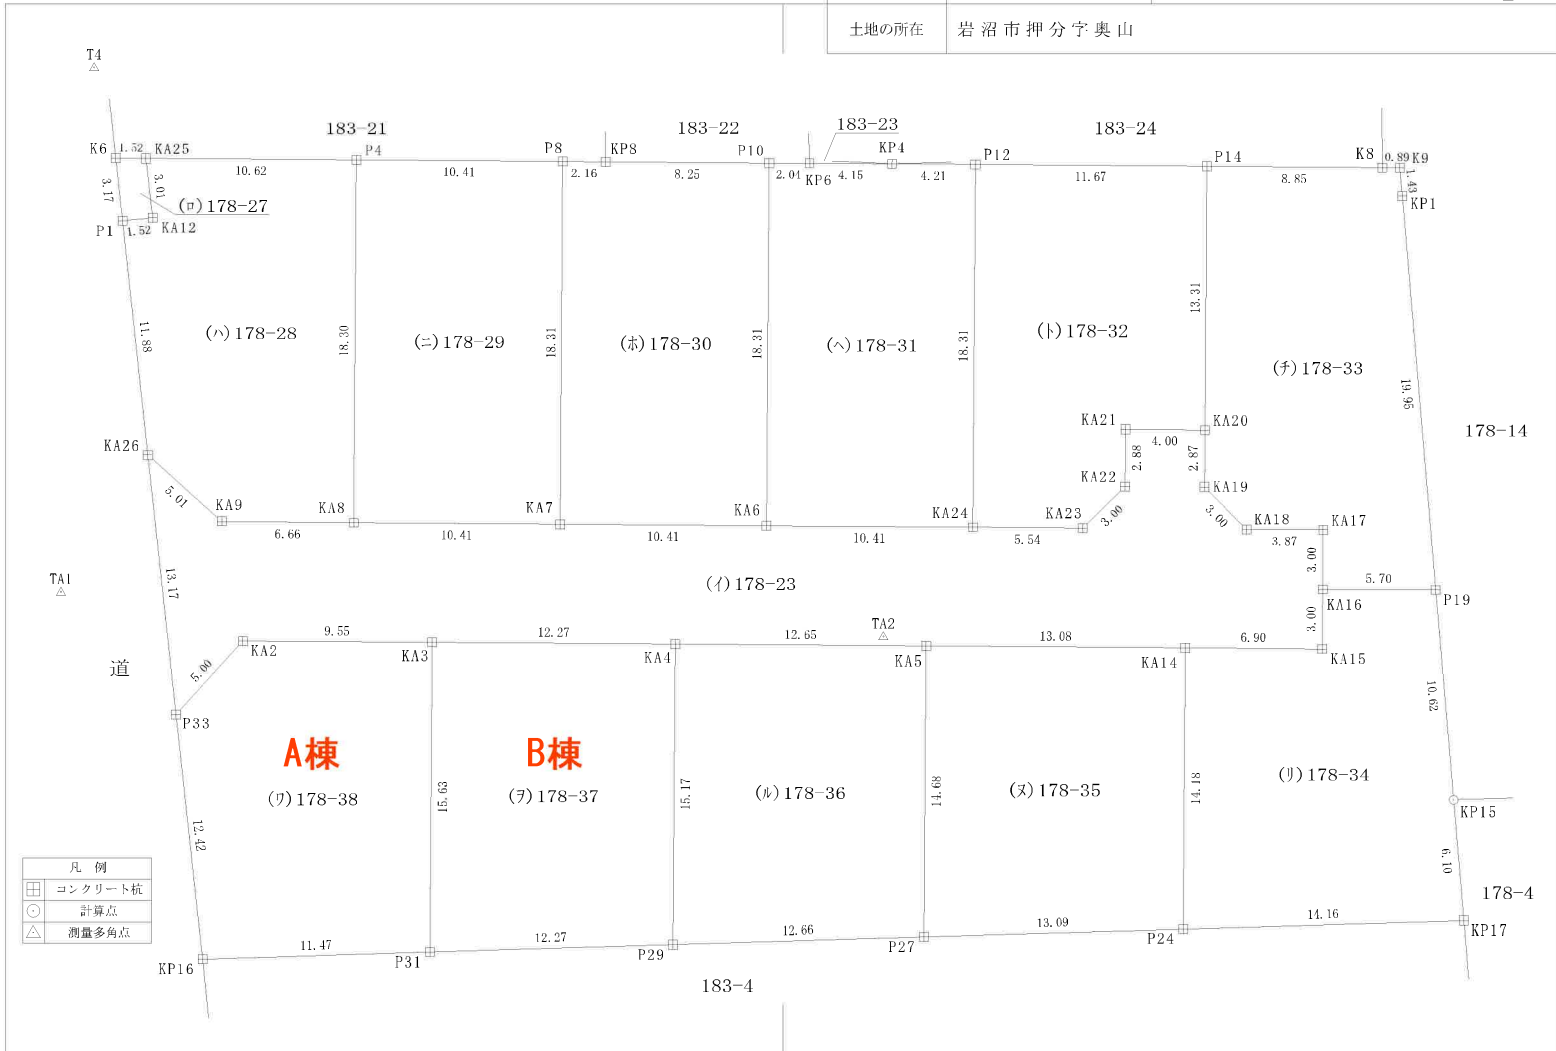 土地の所在 岩沼市押分字奥山
T4
183-21 183-22 183-23 183-24
K6 1.52 KA25 P4 P8 KP8 P10 KP6 KP4 P12 P14 K8 0.89 K9
10.62 10.41 2.16 8.25 2.04 4.15 4.21 11.67 8.85
3.17 3.01 1.43
(ロ)178-27 KP1
P1 1.52 KA12
11.88 18.30 18.31 18.31 18.31 13.31
(ハ)178-28 (ニ)178-29 (ホ)178-30 (ヘ)178-31 (ト)178-32
(チ)178-33
19.95
178-14
KA21 KA20
4.00
KA26
2.88 2.87
KA22 KA19
5.01
KA9 KA8 KA7 KA6 KA24 KA23 3.00 3.00 KA18 KA17
6.66 10.41 10.41 10.41 5.54 3.87
3.00
TA1
13.17
(イ)178-23
5.70
KA16 P19
3.00
TA2
9.55 12.27 12.65 13.08 6.90
KA2 KA3 KA4 KA5 KA14 KA15
道
5.00
P33
10.62
A棟 B棟
(ワ)178-38 (ヲ)178-37 (ル)178-36 (ヌ)178-35 (リ)178-34
15.63 15.17 14.68 14.18
KP15
12.42
6.10
凡 例
コンクリート杭
計算点
測量多角点
178-4
11.47 12.27 12.66 13.09 14.16
KP16 P31 P29 P27 P24 KP17
183-4